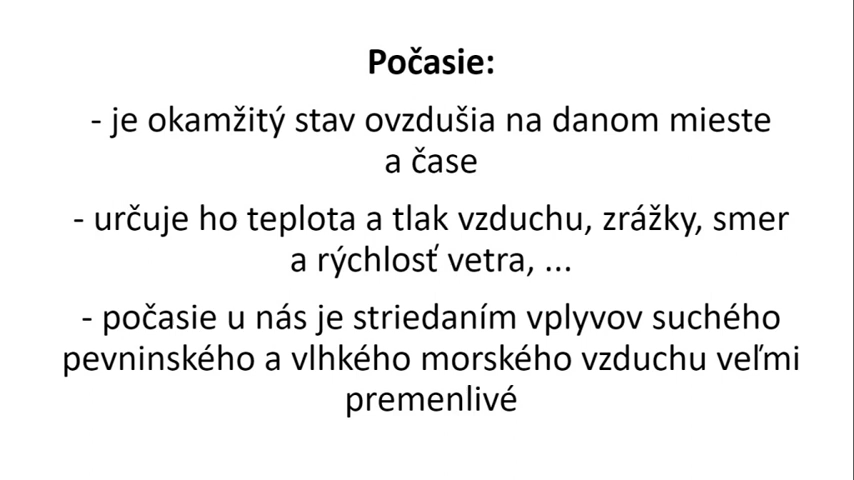 Počasie:
- je okamžitý stav ovzdušia na danom mieste
a čase
- určuje ho teplota a tlak vzduchu, zrážky, smer
a rýchlosť vetra, ...
- počasie u nás je striedaním vplyvov suchého
pevninského a vlhkého morského vzduchu veľmi
premenlivé